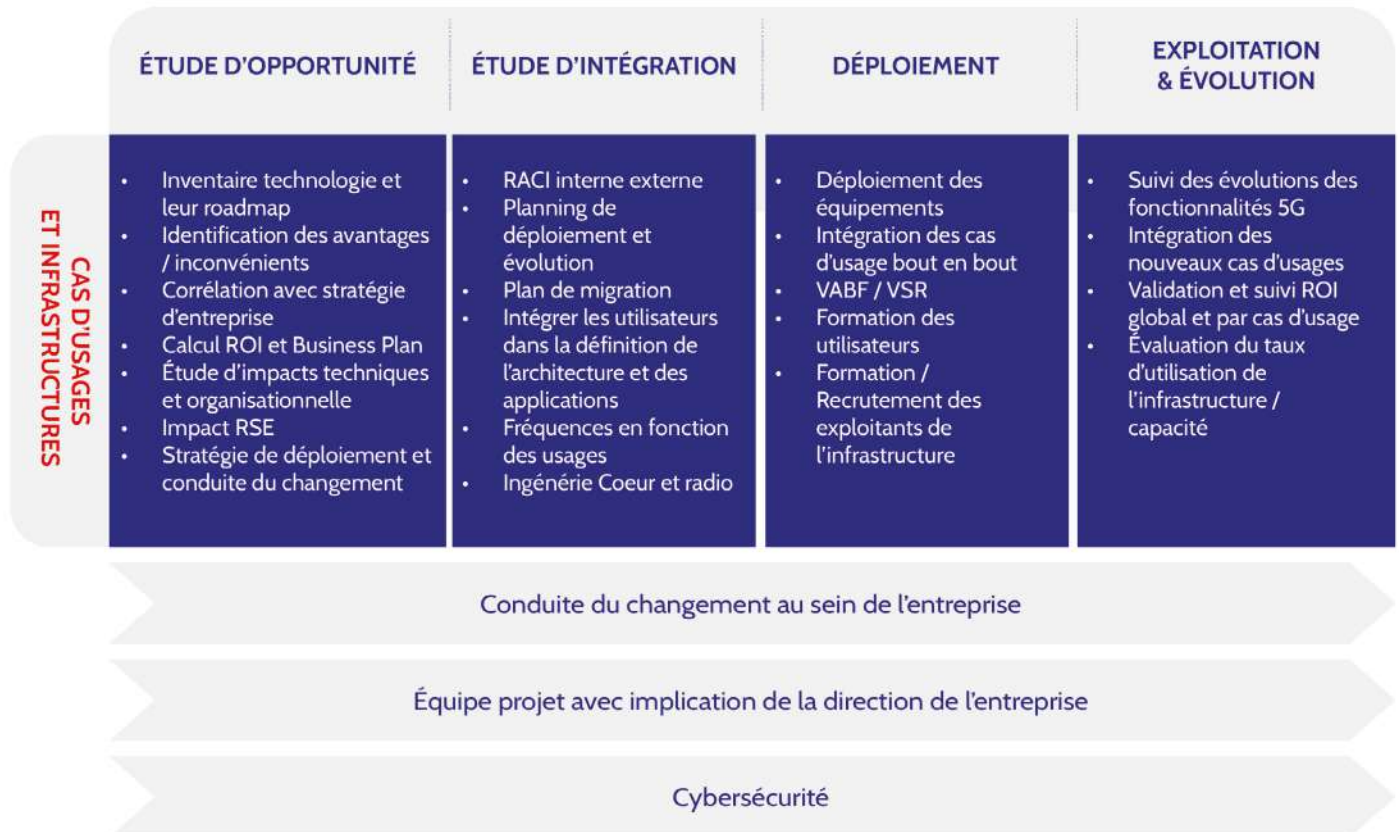 ÉTUDE D'OPPORTUNITÉ
ÉTUDE D'INTÉGRATION
DÉPLOIEMENT
EXPLOITATION
& ÉVOLUTION
CAS D'USAGES
ET INFRASTRUCTURES
• Inventaire technologie et
leur roadmap
• Identification des avantages
/ inconvénients
• Corrélation avec stratégie
d'entreprise
• Calcul ROI et Business Plan
• Étude d'impacts techniques
et organisationnelle
• Impact RSE
• Stratégie de déploiement et
conduite du changement
• RACI interne externe
• Planning de
déploiement et
évolution
• Plan de migration
• Intégrer les utilisateurs
dans la définition de
l'architecture et des
applications
• Fréquences en fonction
des usages
• Ingénérie Coeur et radio
• Déploiement des
équipements
• Intégration des cas
d'usage bout en bout
• VABF / VSR
• Formation des
utilisateurs
• Formation /
Recrutement des
exploitants de
l'infrastructure
• Suivi des évolutions des
fonctionnalités 5G
• Intégration des
nouveaux cas d'usages
• Validation et suivi ROI
global et par cas d'usage
• Évaluation du taux
d'utilisation de
l'infrastructure /
capacité
Conduite du changement au sein de l'entreprise
Équipe projet avec implication de la direction de l'entreprise
Cybersécurité